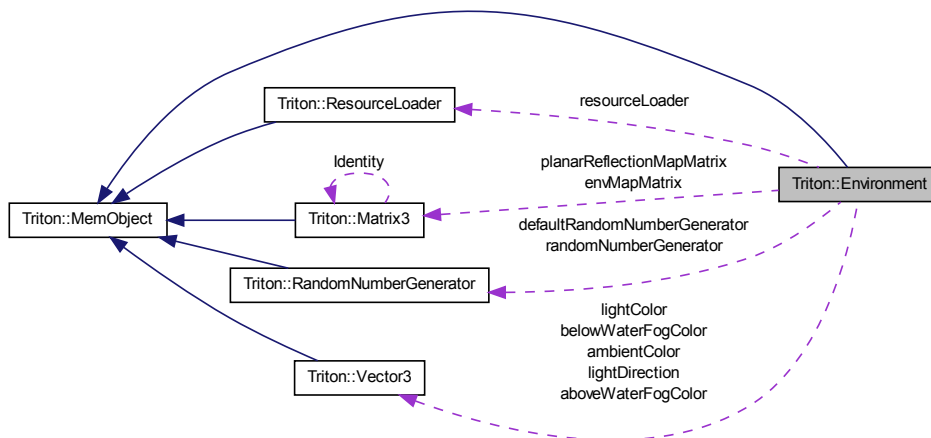 Triton::ResourceLoader
resourceLoader
Identity
planarReflectionMapMatrix
envMapMatrix
Triton::Environment
Triton::MemObject
Triton::Matrix3
defaultRandomNumberGenerator
randomNumberGenerator
Triton::RandomNumberGenerator
lightColor
belowWaterFogColor
ambientColor
lightDirection
aboveWaterFogColor
Triton::Vector3